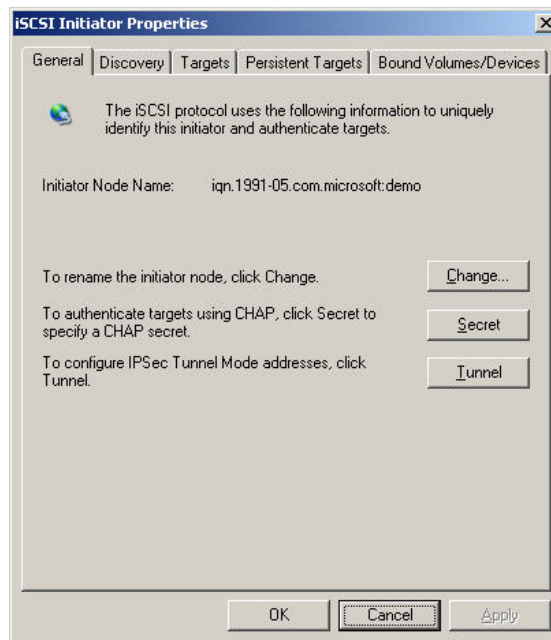 iSCSI Initiator Properties
General Discovery Targets Persistent Targets Bound Volumes/Devices
The iSCSI protocol uses the following information to uniquely
identify this initiator and authenticate targets.
Initiator Node Name: iqn.1991-05.com.microsoft:demo
To rename the initiator node, click Change. Change...
To authenticate targets using CHAP, click Secret to
specify a CHAP secret.
Secret
To configure IPSec Tunnel Mode addresses, click
Tunnel.
Tunnel
OK Cancel Apply